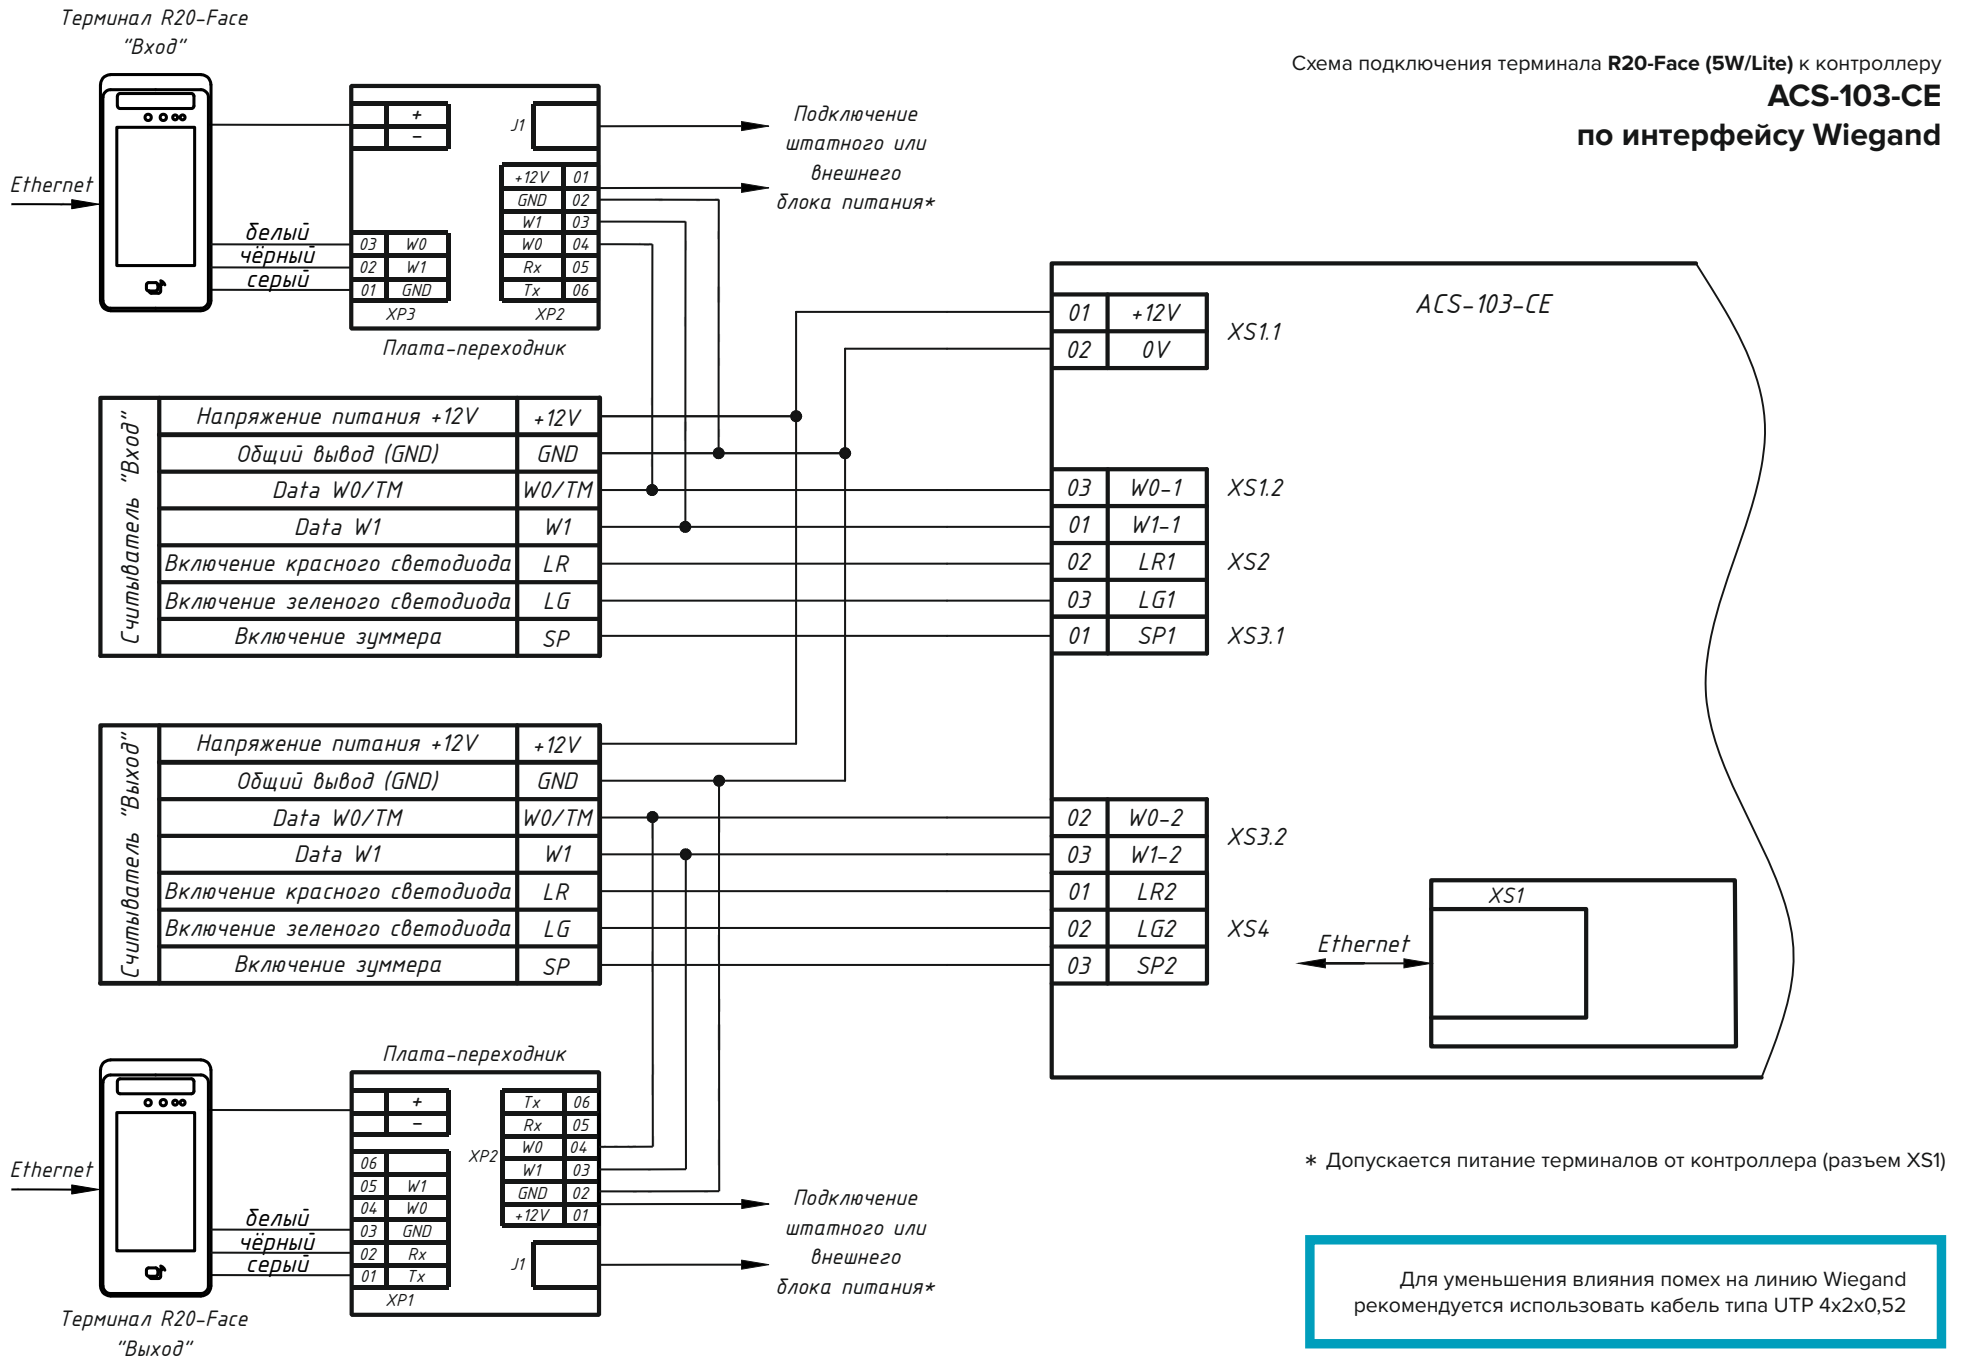 Терминал R20-Face
"Вход"
Схема подключения терминала R20-Face (5W/Lite) к контроллеру
ACS-103-CE
по интерфейсу Wiegand
Ethernet
белый
чёрный
серый
+
−
J1
+12V 01
GND 02
W1 03
W0 04
Rx 05
Tx 06
03 W0
02 W1
01 GND
XP3
XP2
Плата-переходник
Подключение
штатного или
внешнего
блока питания*
Считыватель "Вход"
Напряжение питания +12V +12V
Общий вывод (GND) GND
Data W0/TM W0/TM
Data W1 W1
Включение красного светодиода LR
Включение зеленого светодиода LG
Включение зуммера SP
ACS-103-CE
01 +12V
02 0V
XS1.1
03 W0-1 XS1.2
01 W1-1
02 LR1 XS2
03 LG1
01 SP1 XS3.1
Считыватель "Выход"
Напряжение питания +12V +12V
Общий вывод (GND) GND
Data W0/TM W0/TM
Data W1 W1
Включение красного светодиода LR
Включение зеленого светодиода LG
Включение зуммера SP
02 W0-2
03 W1-2
XS3.2
01 LR2
02 LG2 XS4
03 SP2
XS1
Ethernet
Плата-переходник
+
−
Tx 06
Rx 05
W0 04
W1 03
GND 02
+12V 01
XP2
J1
06
05 W1
04 W0
03 GND
02 Rx
01 Tx
XP1
Ethernet
белый
чёрный
серый
Терминал R20-Face
"Выход"
Подключение
штатного или
внешнего
блока питания*
* Допускается питание терминалов от контроллера (разъем XS1)
Для уменьшения влияния помех на линию Wiegand
рекомендуется использовать кабель типа UTP 4x2x0,52